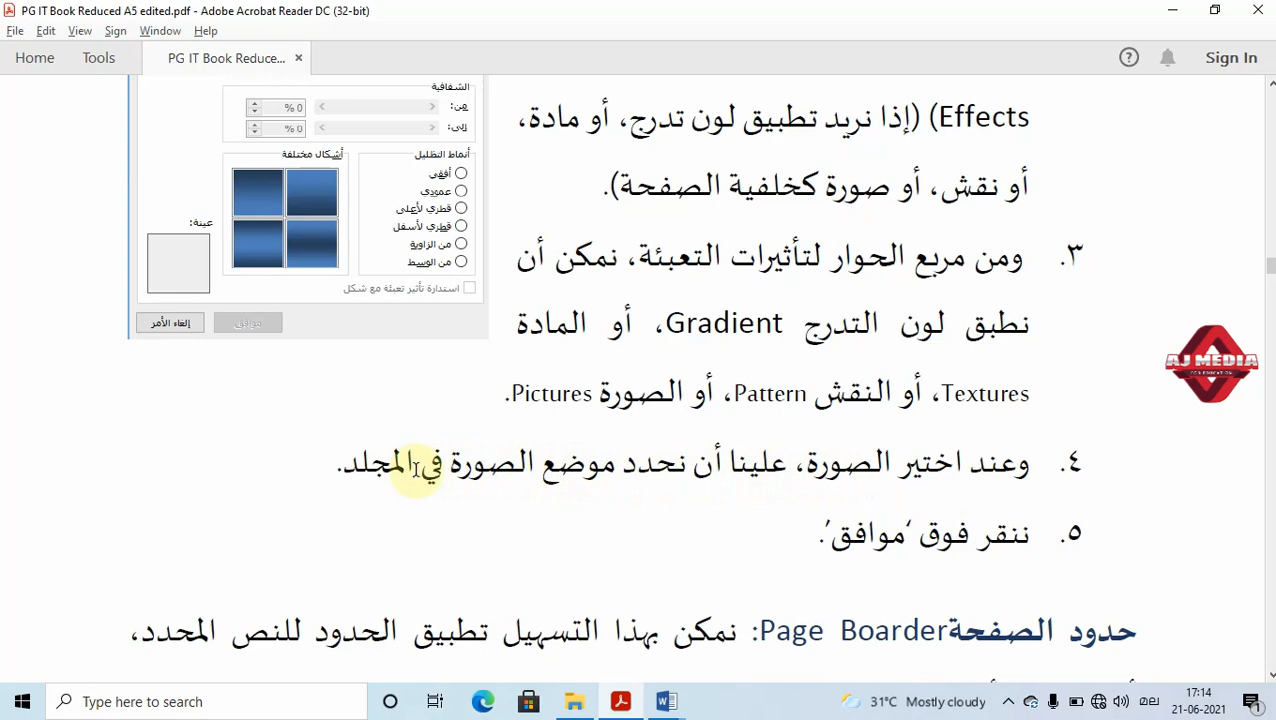 PG IT Book Reduced A5 edited.pdf - Adobe Acrobat Reader DC (32-bit)
File Edit View Sign Window Help
Home Tools PG IT Book Reduce... × Sign In
الشفافية
من: 0 %
إلى: 0 %
أنماط التظليل
أفقي
عمودي
قطري لأعلى
قطري لأسفل
من الزاوية
من الوسط
أشكال مختلفة
عينة:
استدارة تأثير تعبئة مع شكل
موافق
إلغاء الأمر
Effects) (إذا نريد تطبيق لون تدرج، أو مادة،
أو نقش، أو صورة كخلفية الصفحة).
٣. ومن مربع الحوار لتأثيرات التعبئة، نمكن أن
نطبق لون التدرج Gradient، أو المادة
Textures، أو النقش Pattern، أو الصورة Pictures.
٤. وعند اختير الصورة، علينا أن نحدد موضع الصورة في المجلد.
٥. ننقر فوق ‘موافق’.
حدود الصفحةPage Boarder: نمكن بهذا التسهيل تطبيق الحدود للنص المحدد،
AJ MEDIA
FOR EDUCATION
Type here to search
31°C Mostly cloudy
17:14
21-06-2021